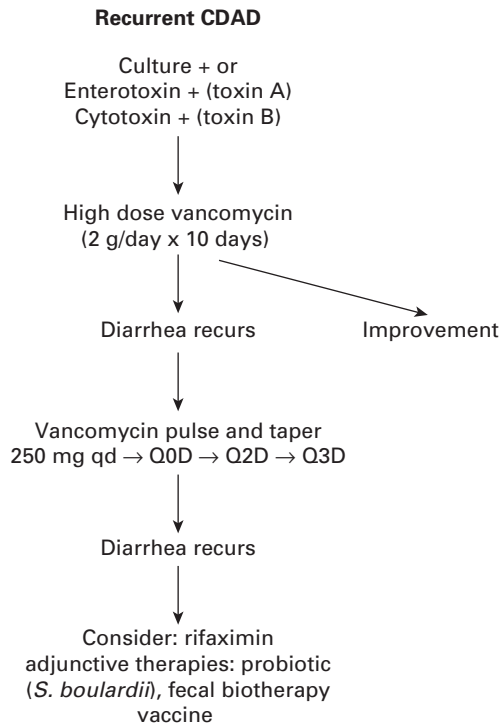 Recurrent CDAD
Culture + or
Enterotoxin + (toxin A)
Cytotoxin + (toxin B)
High dose vancomycin
(2 g/day x 10 days)
Diarrhea recurs
Improvement
Vancomycin pulse and taper
250 mg qd → Q0D → Q2D → Q3D
Diarrhea recurs
Consider: rifaximin
adjunctive therapies: probiotic
(S. boulardii), fecal biotherapy
vaccine